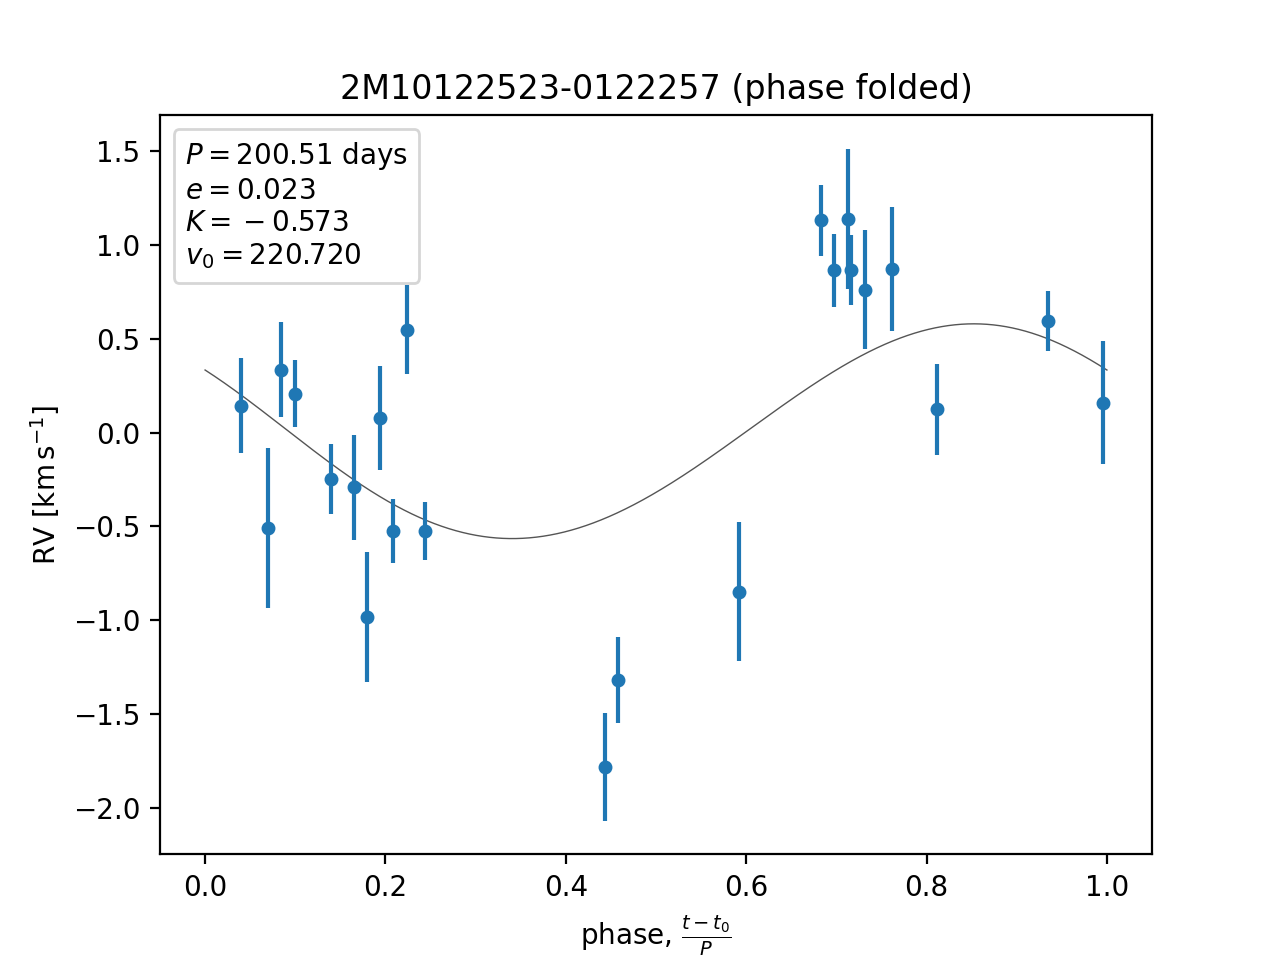 2M10122523-0122257 (phase folded)
P = 200.51 days
e = 0.023
K = −0.573
v₀ = 220.720
1.5
1.0
0.5
0.0
−0.5
−1.0
−1.5
−2.0
RV [km s⁻¹]
0.0 0.2 0.4 0.6 0.8 1.0
phase, (t − t₀)/P